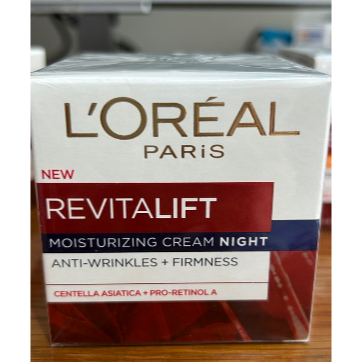 L'ORÉAL
PARiS
NEW
REVITALIFT
MOISTURIZING CREAM NIGHT
ANTI-WRINKLES + FIRMNESS
CENTELLA ASIATICA + PRO-RETINOL A